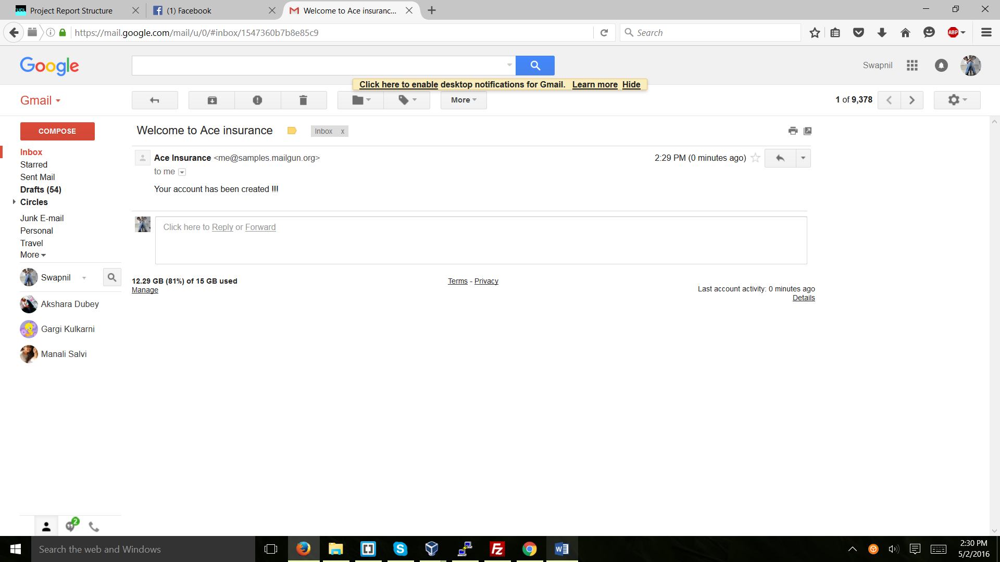 Project Report Structure
(1) Facebook
Welcome to Ace insuranc...
https://mail.google.com/mail/u/0/#inbox/1547360b7b8e85c9
Search
ABP
Google
Swapnil
Click here to enable desktop notifications for Gmail. Learn more Hide
Gmail
More
1 of 9,378
COMPOSE
Welcome to Ace insurance
Inbox x
Inbox
Starred
Sent Mail
Drafts (54)
Circles
Junk E-mail
Personal
Travel
More
Ace Insurance <me@samples.mailgun.org>
2:29 PM (0 minutes ago)
to me
Your account has been created !!!
Click here to Reply or Forward
Swapnil
Akshara Dubey
Gargi Kulkarni
Manali Salvi
12.29 GB (81%) of 15 GB used
Manage
Terms - Privacy
Last account activity: 0 minutes ago
Details
2
Search the web and Windows
2:30 PM
5/2/2016